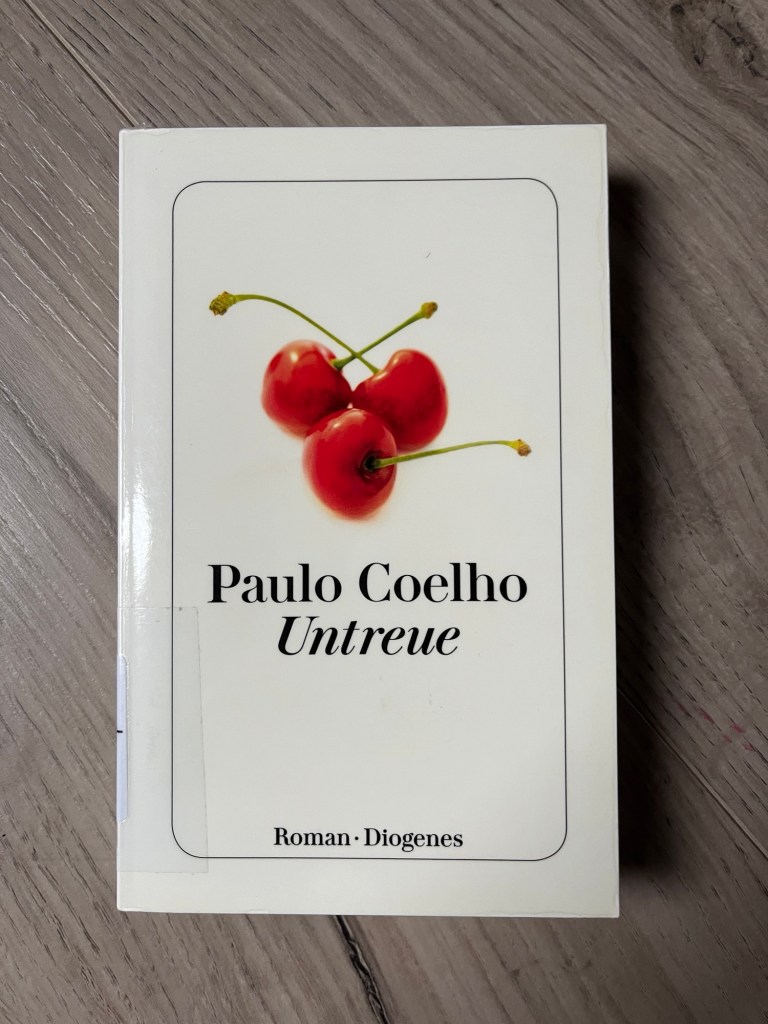 Paulo Coelho
Untreue
Roman · Diogenes